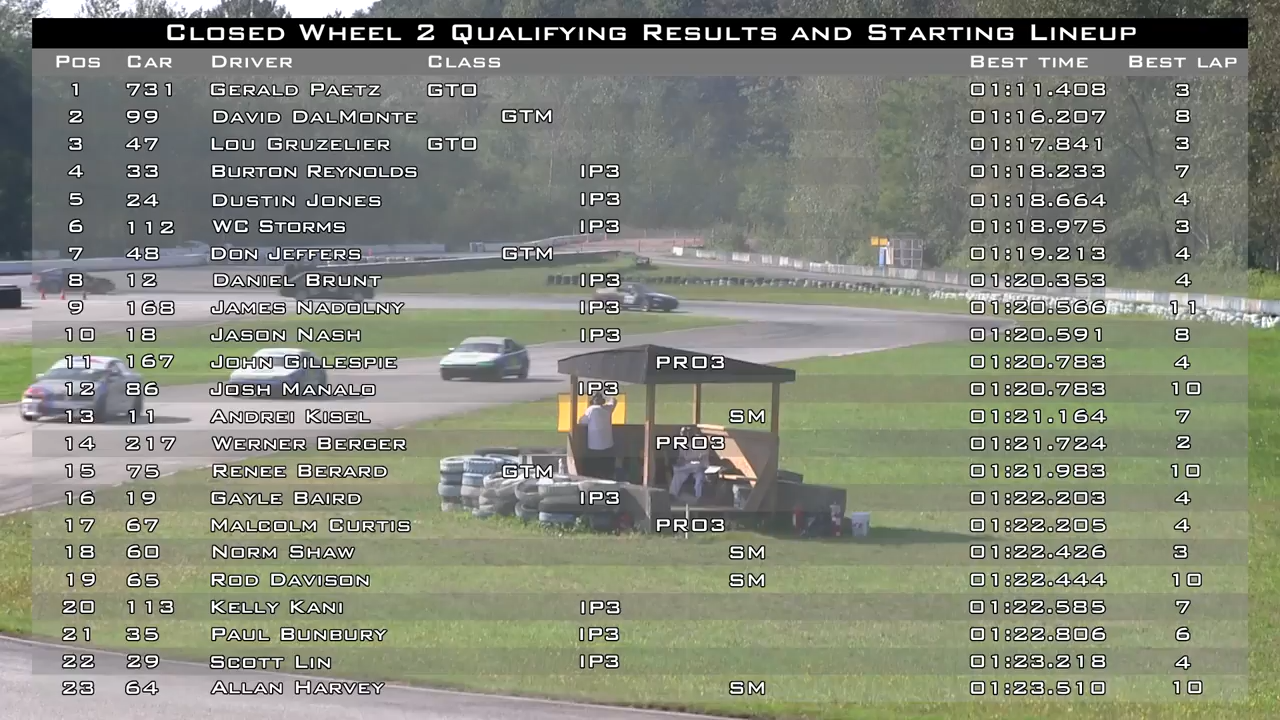 Closed Wheel 2 Qualifying Results and Starting Lineup
Pos Car Driver Class Best time Best lap
1 731 Gerald Paetz GTO 01:11.408 3
2 99 David DalMonte GTM 01:16.207 8
3 47 Lou Gruzelier GTO 01:17.841 3
4 33 Burton Reynolds IP3 01:18.233 7
5 24 Dustin Jones IP3 01:18.664 4
6 112 WC Storms IP3 01:18.975 3
7 48 Don Jeffers GTM 01:19.213 4
8 12 Daniel Brunt IP3 01:20.353 4
9 168 James Nadolny IP3 01:20.566 11
10 18 Jason Nash IP3 01:20.591 8
11 167 John Gillespie PRO3 01:20.783 4
12 86 Josh Manalo IP3 01:20.783 10
13 11 Andrei Kisel SM 01:21.164 7
14 217 Werner Berger PRO3 01:21.724 2
15 75 Renee Berard GTM 01:21.983 10
16 19 Gayle Baird IP3 01:22.203 4
17 67 Malcolm Curtis PRO3 01:22.205 4
18 60 Norm Shaw SM 01:22.426 3
19 65 Rod Davison SM 01:22.444 10
20 113 Kelly Kani IP3 01:22.585 7
21 35 Paul Bunbury IP3 01:22.806 6
22 29 Scott Lin IP3 01:23.218 4
23 64 Allan Harvey SM 01:23.510 10